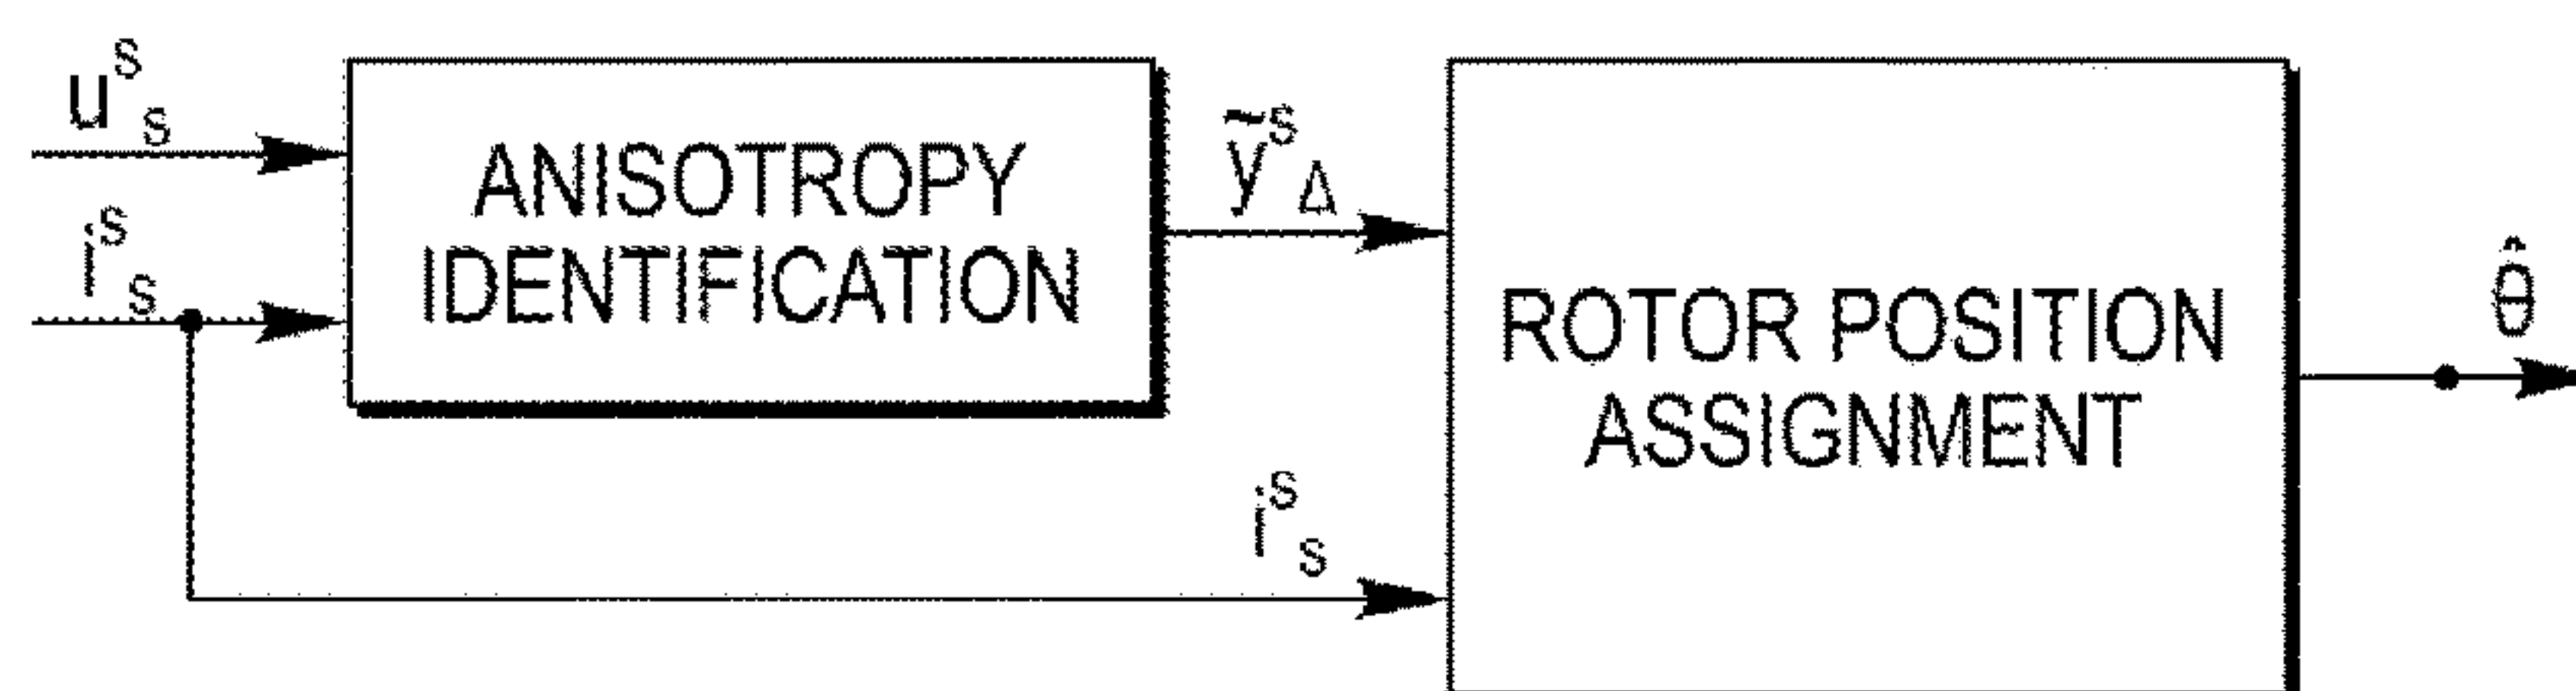 u^s_s
i^s_s
ANISOTROPY
IDENTIFICATION
ỹ^s_Δ
i^s_s
ROTOR POSITION
ASSIGNMENT
θ̂